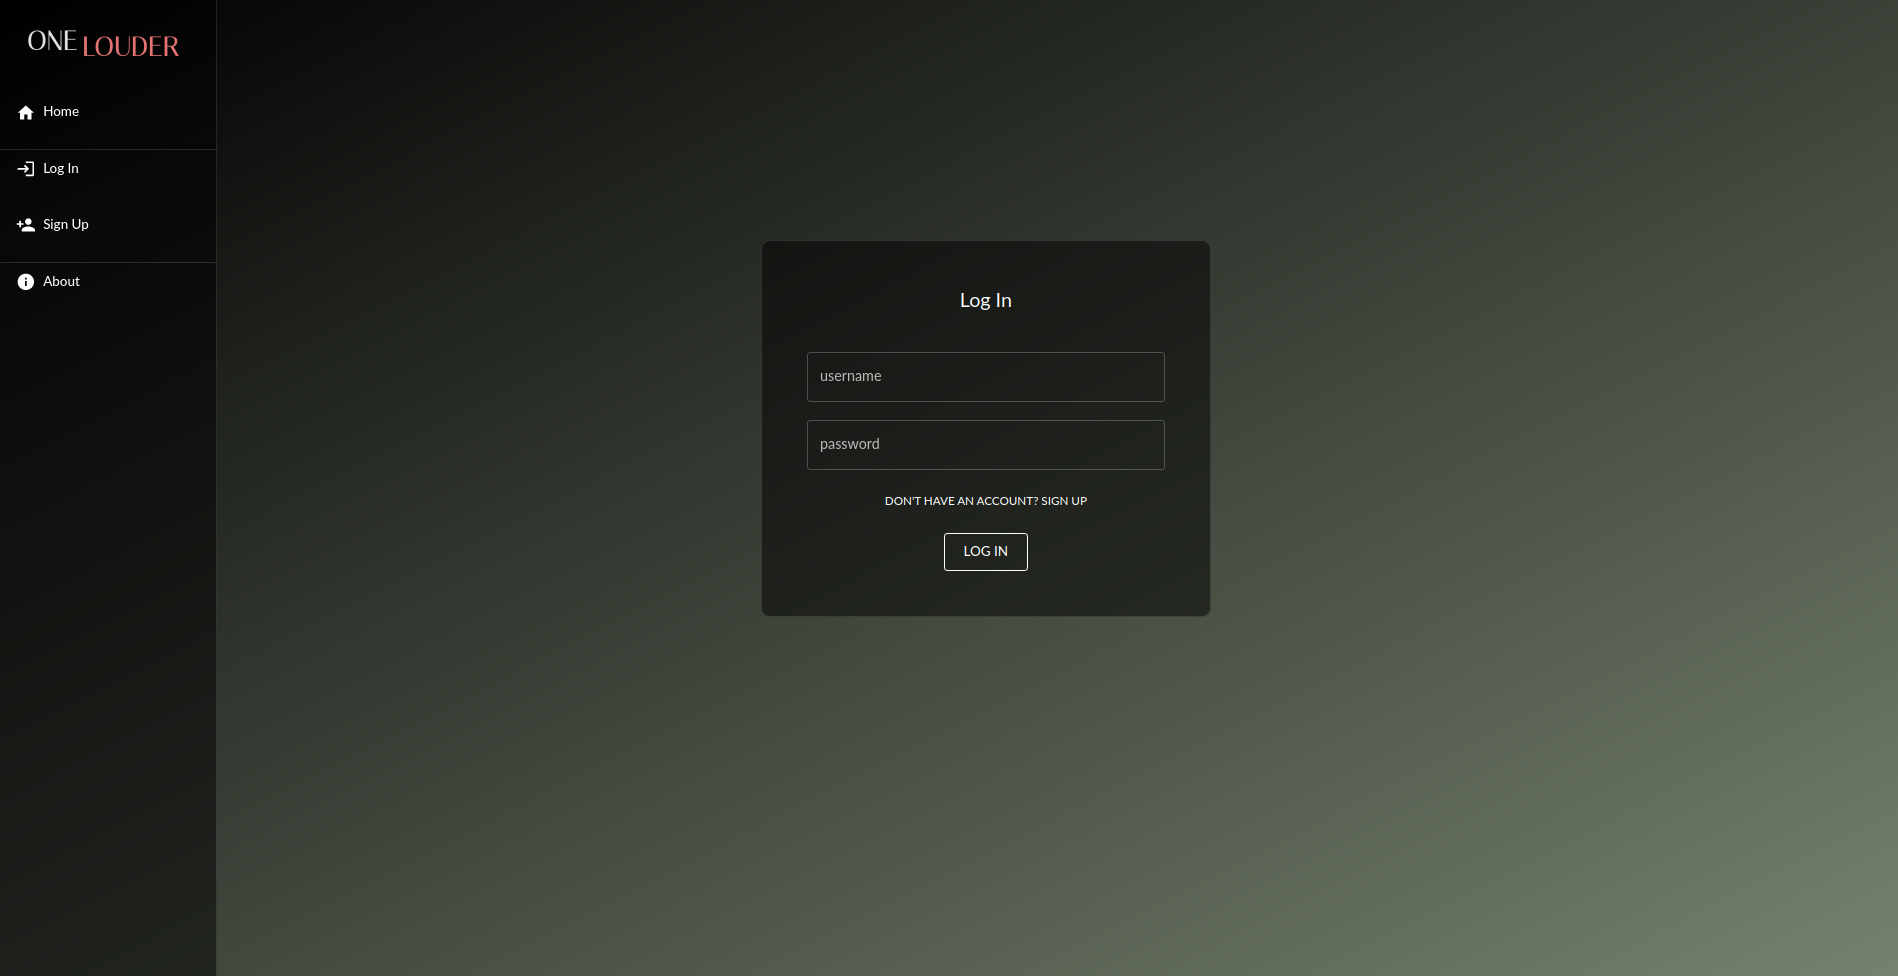 ONE LOUDER
Home
Log In
Sign Up
About
Log In
username
password
DON'T HAVE AN ACCOUNT? SIGN UP
LOG IN